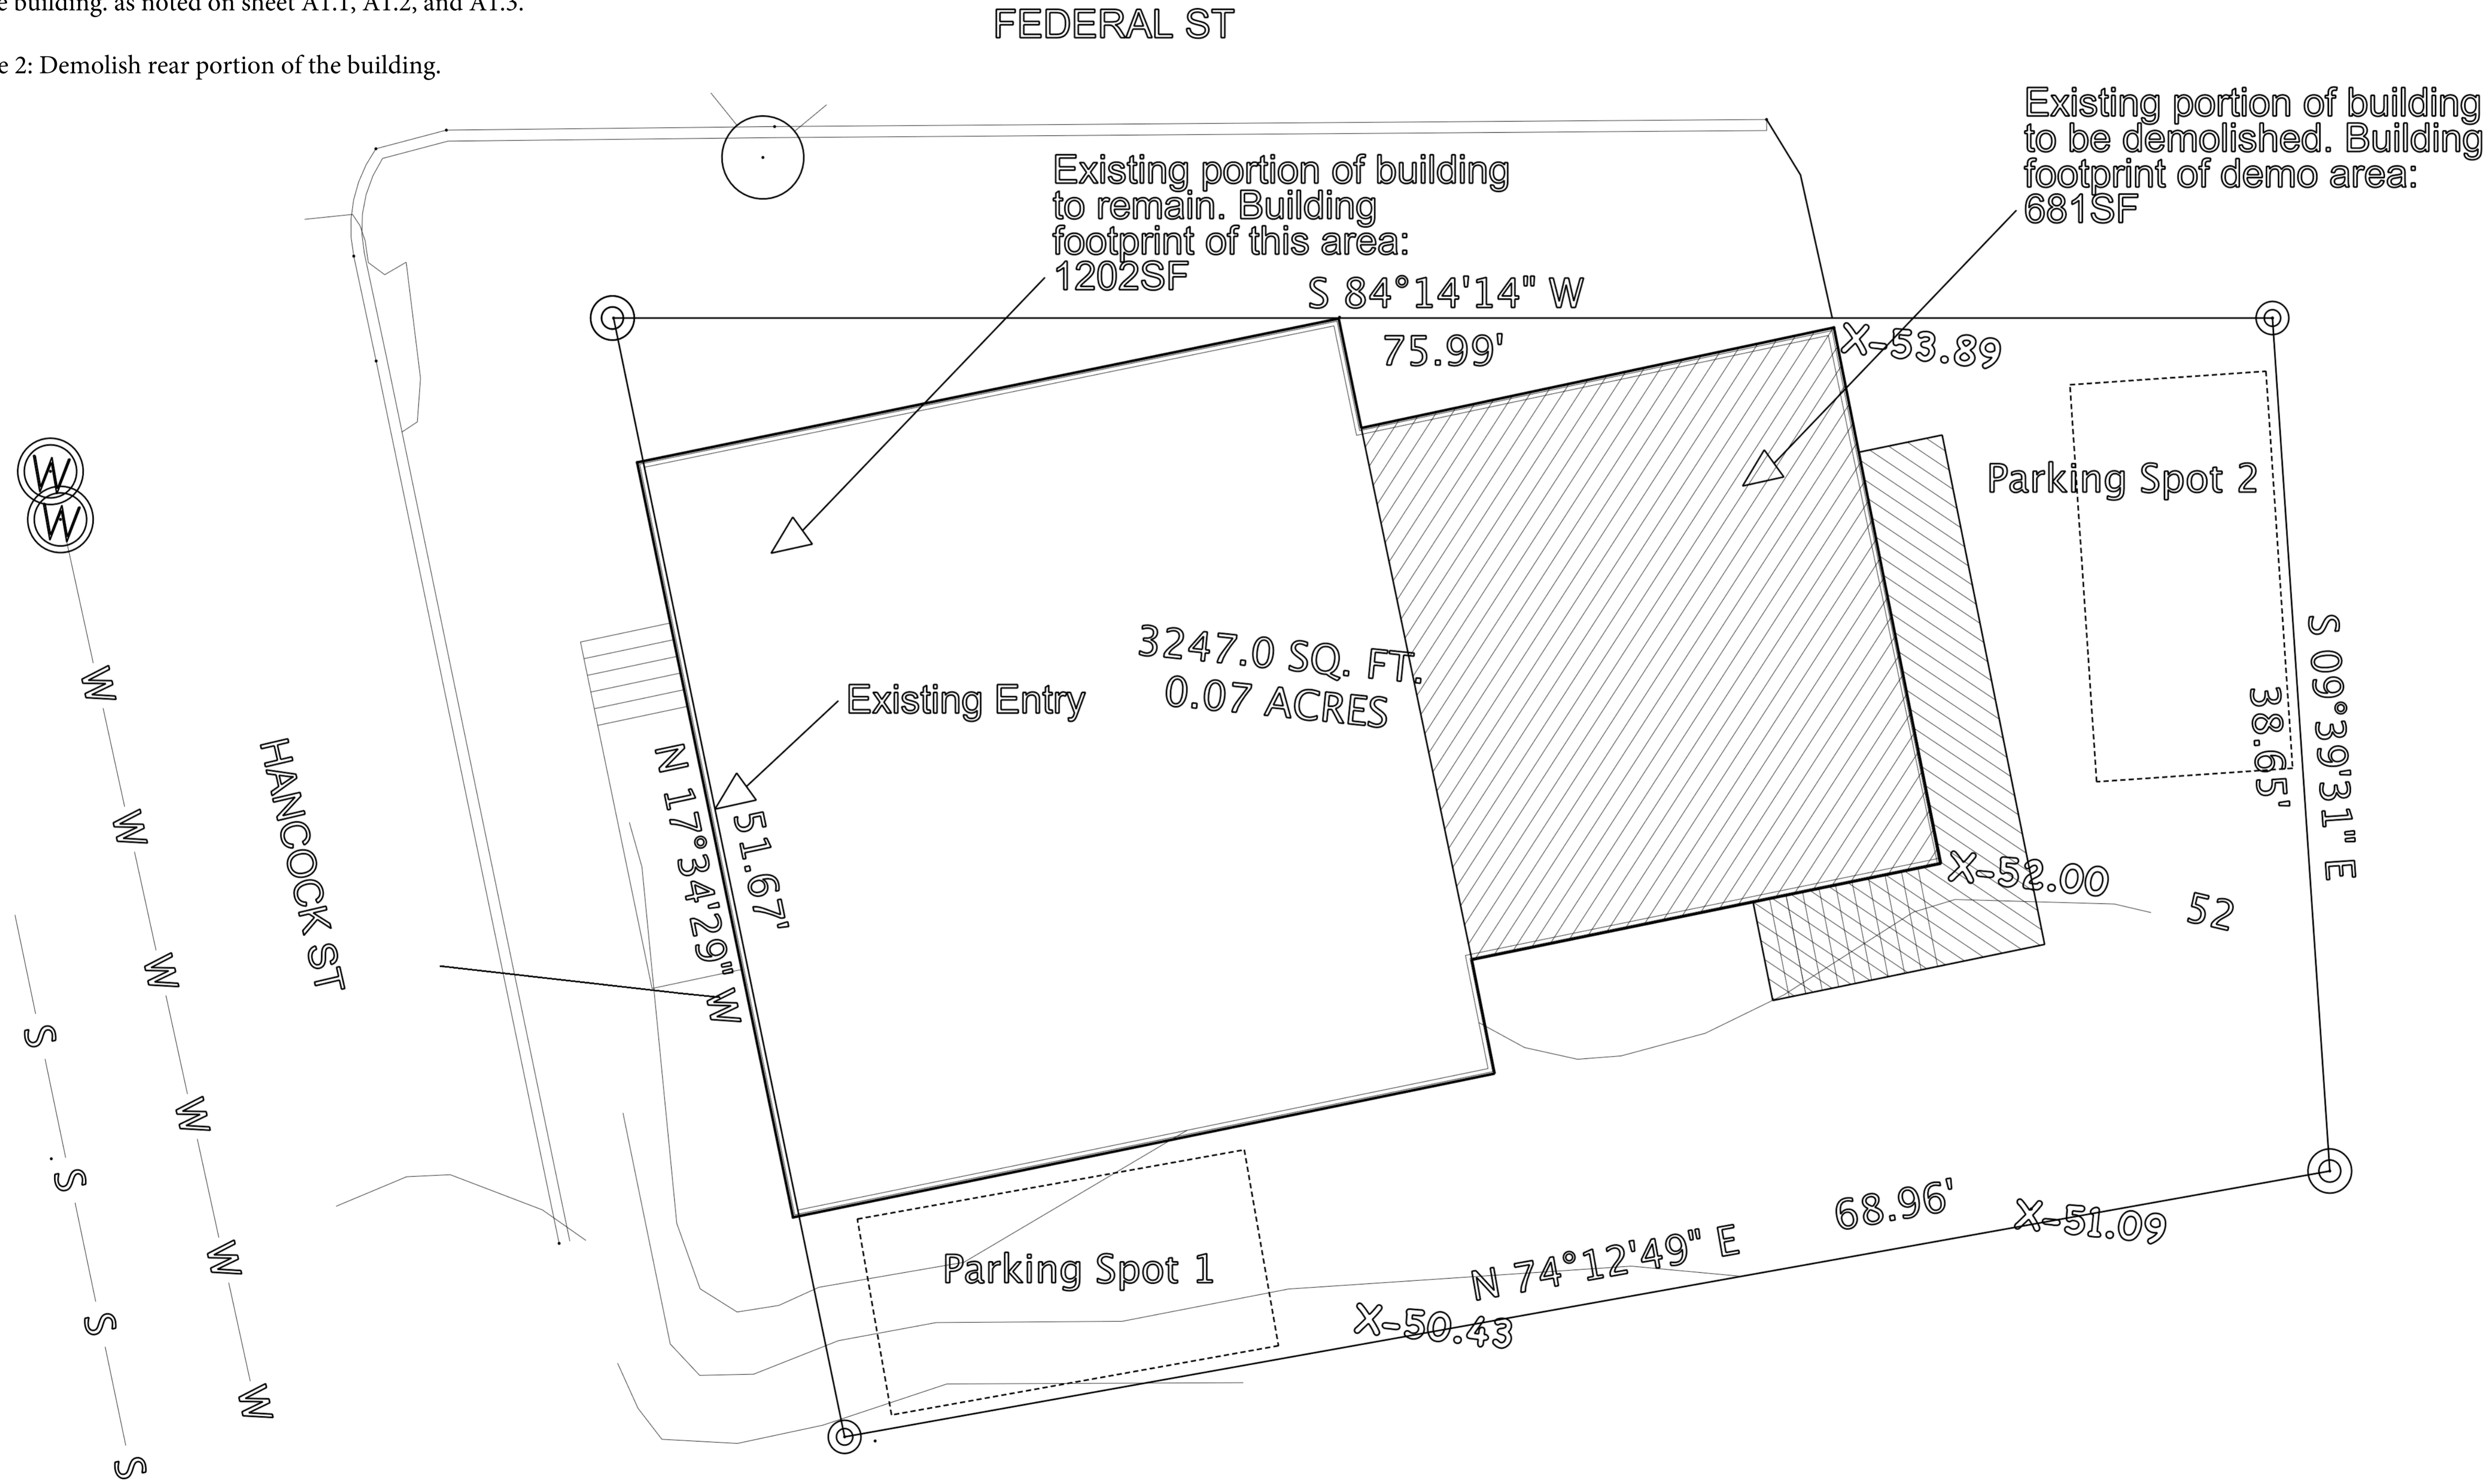 e building. as noted on sheet A1.1, A1.2, and A1.3.
e 2: Demolish rear portion of the building.
FEDERAL ST
Existing portion of building
to be demolished. Building
footprint of demo area:
681SF
Existing portion of building
to remain. Building
footprint of this area:
1202SF
S 84°14'14" W
75.99'
X-53.89
W
W
Parking Spot 2
3247.0 SQ. FT.
0.07 ACRES
Existing Entry
S 09°39'31" E
38.65'
N 17°34'29" W
51.67'
HANCOCK ST
X-52.00
52
W
W
W
W
W
W
S
S
S
S
68.96'
X-51.09
N 74°12'49" E
Parking Spot 1
X-50.43